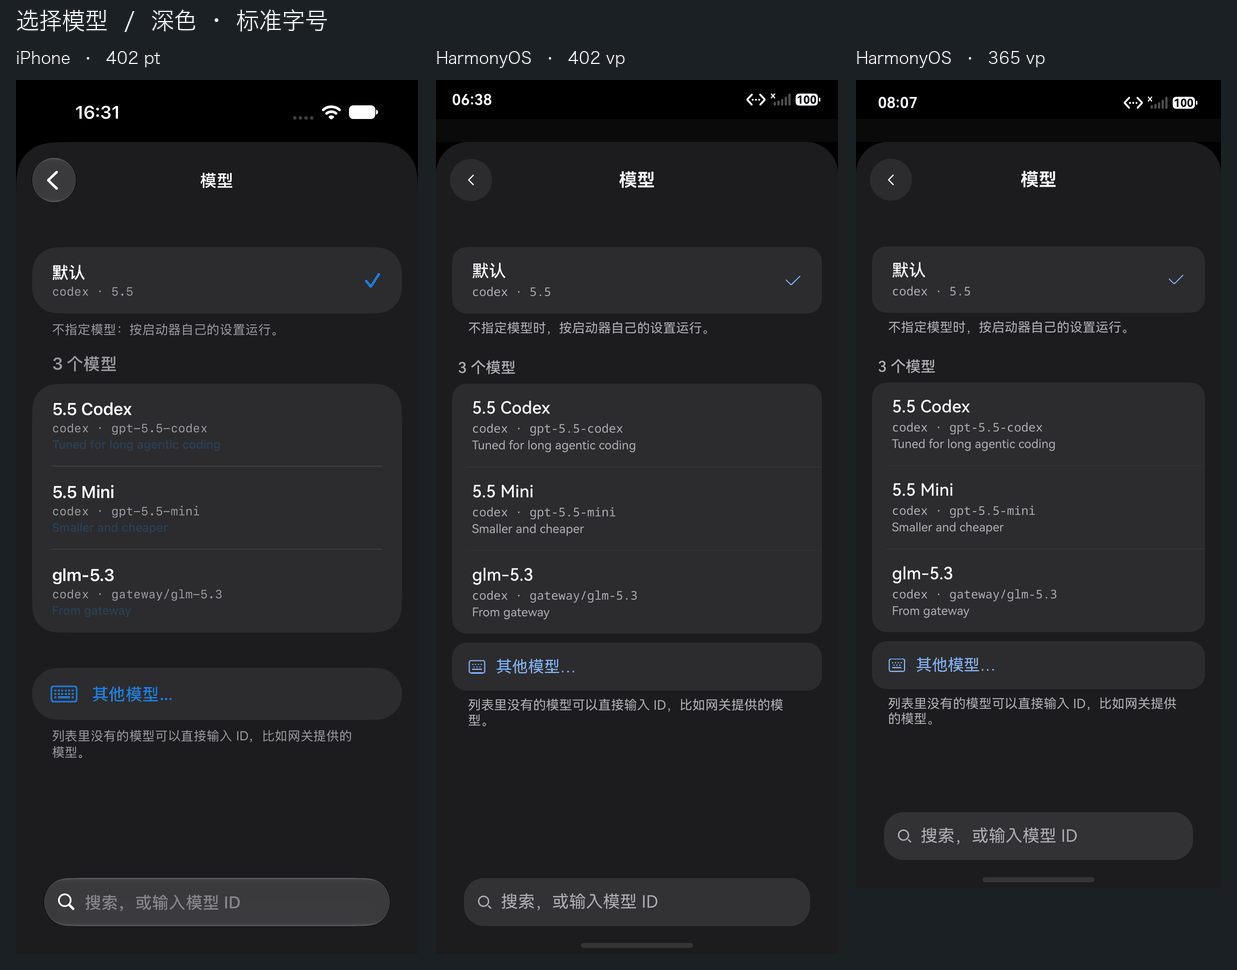 选择模型 / 深色 · 标准字号
iPhone · 402 pt
16:31
模型
默认
codex · 5.5
不指定模型：按启动器自己的设置运行。
3 个模型
5.5 Codex
codex · gpt-5.5-codex
Tuned for long agentic coding
5.5 Mini
codex · gpt-5.5-mini
Smaller and cheaper
glm-5.3
codex · gateway/glm-5.3
From gateway
其他模型...
列表里没有的模型可以直接输入 ID，比如网关提供的
模型。
搜索，或输入模型 ID
HarmonyOS · 402 vp
06:38
100
模型
默认
codex · 5.5
不指定模型时，按启动器自己的设置运行。
3 个模型
5.5 Codex
codex · gpt-5.5-codex
Tuned for long agentic coding
5.5 Mini
codex · gpt-5.5-mini
Smaller and cheaper
glm-5.3
codex · gateway/glm-5.3
From gateway
其他模型...
列表里没有的模型可以直接输入 ID，比如网关提供的模
型。
搜索，或输入模型 ID
HarmonyOS · 365 vp
08:07
100
模型
默认
codex · 5.5
不指定模型时，按启动器自己的设置运行。
3 个模型
5.5 Codex
codex · gpt-5.5-codex
Tuned for long agentic coding
5.5 Mini
codex · gpt-5.5-mini
Smaller and cheaper
glm-5.3
codex · gateway/glm-5.3
From gateway
其他模型...
列表里没有的模型可以直接输入 ID，比如网关提供
的模型。
搜索，或输入模型 ID